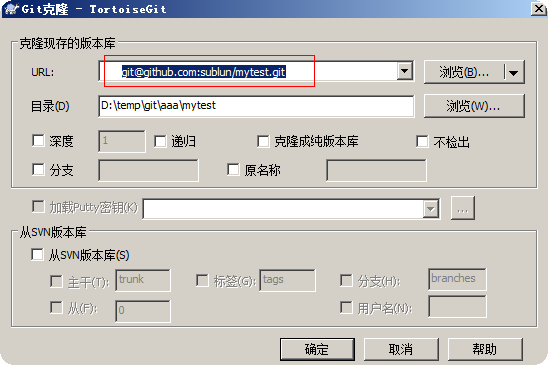 Git克隆 - TortoiseGit
克隆现存的版本库
URL: git@github.com:sublun/mytest.git 浏览(B)...
目录(D) D:\temp\git\aaa\mytest 浏览(W)...
深度 1 递归 克隆成纯版本库 不检出
分支 原名称
加载Putty密钥(K) ...
从SVN版本库
从SVN版本库(S)
主干(T): trunk 标签(G): tags 分支(H): branches
从(F): 0 用户名(N):
确定 取消 帮助